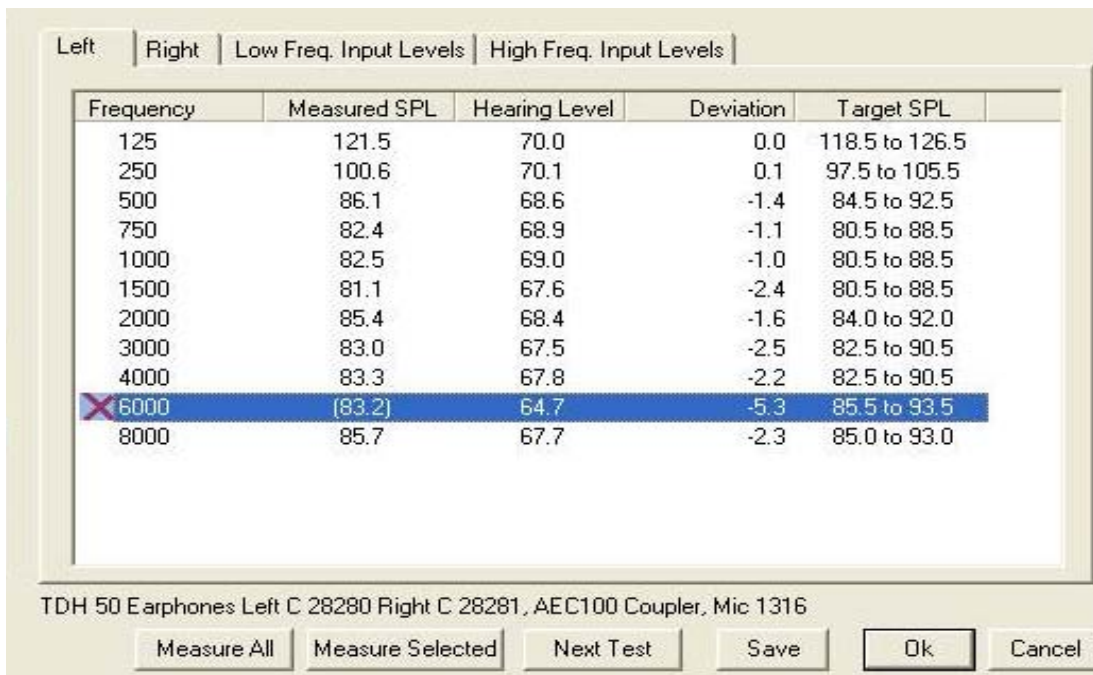 Left Right Low Freq. Input Levels High Freq. Input Levels
Frequency Measured SPL Hearing Level Deviation Target SPL
125 121.5 70.0 0.0 118.5 to 126.5
250 100.6 70.1 0.1 97.5 to 105.5
500 86.1 68.6 -1.4 84.5 to 92.5
750 82.4 68.9 -1.1 80.5 to 88.5
1000 82.5 69.0 -1.0 80.5 to 88.5
1500 81.1 67.6 -2.4 80.5 to 88.5
2000 85.4 68.4 -1.6 84.0 to 92.0
3000 83.0 67.5 -2.5 82.5 to 90.5
4000 83.3 67.8 -2.2 82.5 to 90.5
6000 (83.2) 64.7 -5.3 85.5 to 93.5
8000 85.7 67.7 -2.3 85.0 to 93.0
TDH 50 Earphones Left C 28280 Right C 28281, AEC100 Coupler, Mic 1316
Measure All Measure Selected Next Test Save Ok Cancel